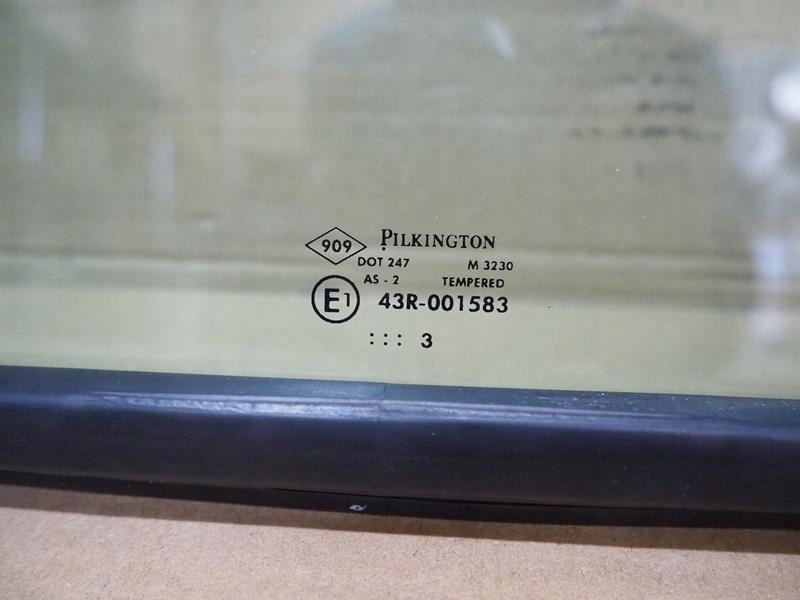 909 PILKINGTON
DOT 247 M 3230
AS - 2 TEMPERED
E1 43R-001583
::: 3